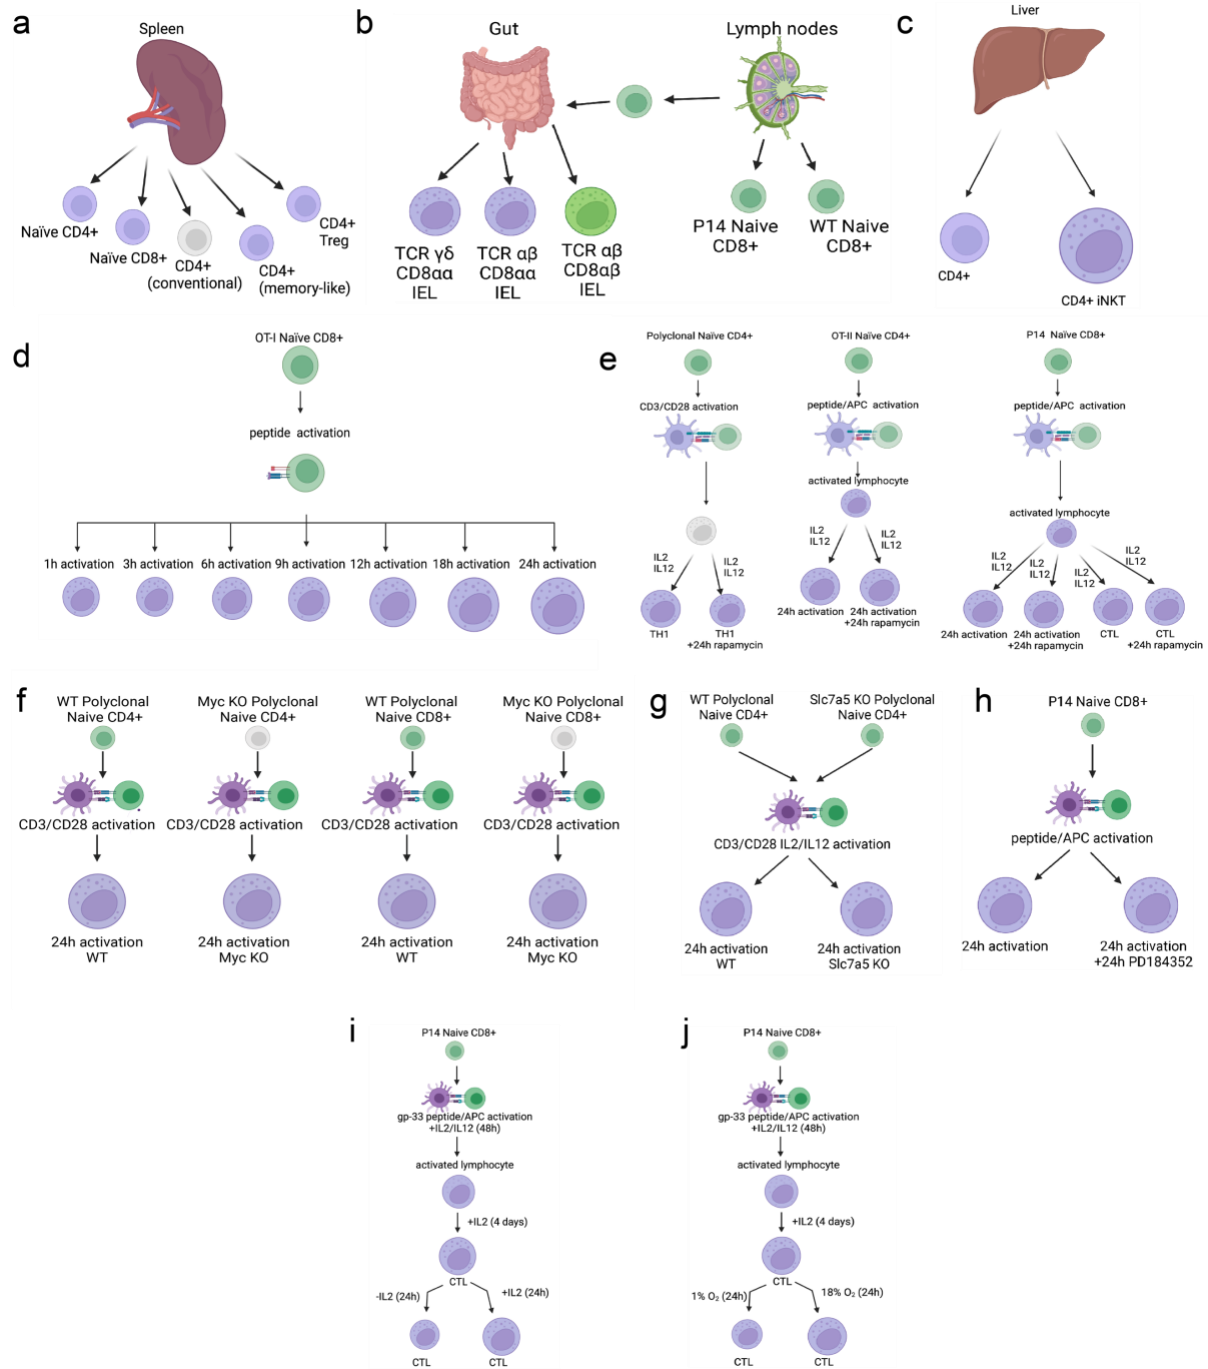 a
Spleen
Naïve CD4+
Naïve CD8+
CD4+
(conventional)
CD4+
(memory-like)
CD4+
Treg
b
Gut
Lymph nodes
TCR γδ
CD8αα
IEL
TCR αβ
CD8αα
IEL
TCR αβ
CD8αβ
IEL
P14 Naive
CD8+
WT Naive
CD8+
c
Liver
CD4+
CD4+ iNKT
d
OT-I Naïve CD8+
peptide activation
1h activation
3h activation
6h activation
9h activation
12h activation
18h activation
24h activation
e
Polyclonal Naïve CD4+
CD3/CD28 activation
IL2
IL12
IL2
IL12
TH1
TH1
+24h rapamycin
OT-II Naïve CD4+
peptide/APC activation
activated lymphocyte
IL2
IL12
IL2
IL12
24h activation
24h activation
+24h rapamycin
P14 Naïve CD8+
peptide/APC activation
activated lymphocyte
IL2
IL12
IL2
IL12
IL2
IL12
IL2
IL12
24h activation
24h activation
+24h rapamycin
CTL
CTL
+24h rapamycin
f
WT Polyclonal
Naive CD4+
CD3/CD28 activation
24h activation
WT
Myc KO Polyclonal
Naive CD4+
CD3/CD28 activation
24h activation
Myc KO
WT Polyclonal
Naive CD8+
CD3/CD28 activation
24h activation
WT
Myc KO Polyclonal
Naive CD8+
CD3/CD28 activation
24h activation
Myc KO
g
WT Polyclonal
Naive CD4+
Slc7a5 KO Polyclonal
Naive CD4+
CD3/CD28 IL2/IL12 activation
24h activation
WT
24h activation
Slc7a5 KO
h
P14 Naive CD8+
peptide/APC activation
24h activation
24h activation
+24h PD184352
i
P14 Naive CD8+
gp-33 peptide/APC activation
+IL2/IL12 (48h)
activated lymphocyte
+IL2 (4 days)
CTL
-IL2 (24h)
+IL2 (24h)
CTL
CTL
j
P14 Naive CD8+
gp-33 peptide/APC activation
+IL2/IL12 (48h)
activated lymphocyte
+IL2 (4 days)
CTL
1% O₂ (24h)
18% O₂ (24h)
CTL
CTL